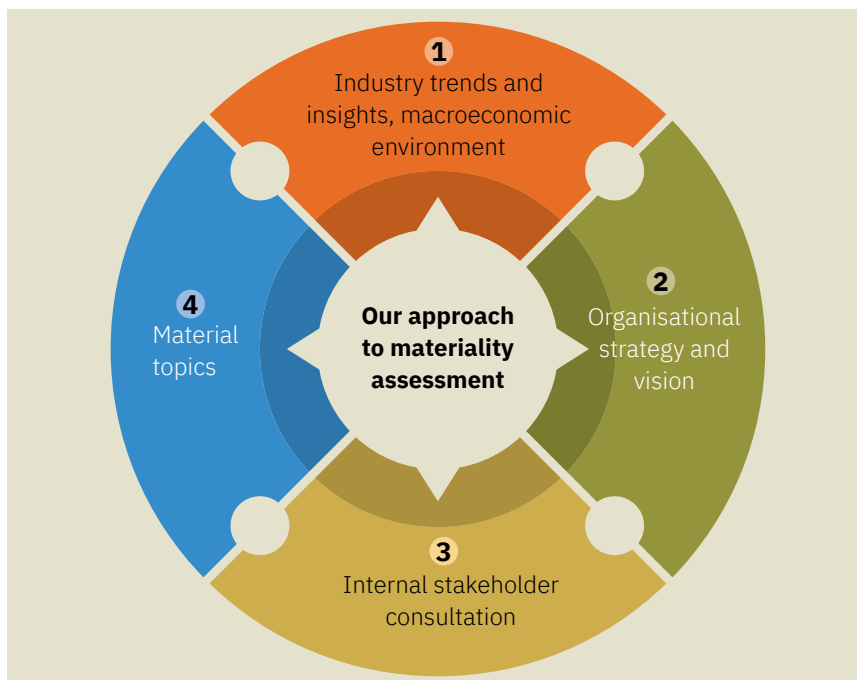 1
Industry trends and
insights, macroeconomic
environment
2
Organisational
strategy and
vision
3
Internal stakeholder
consultation
4
Material
topics
Our approach
to materiality
assessment